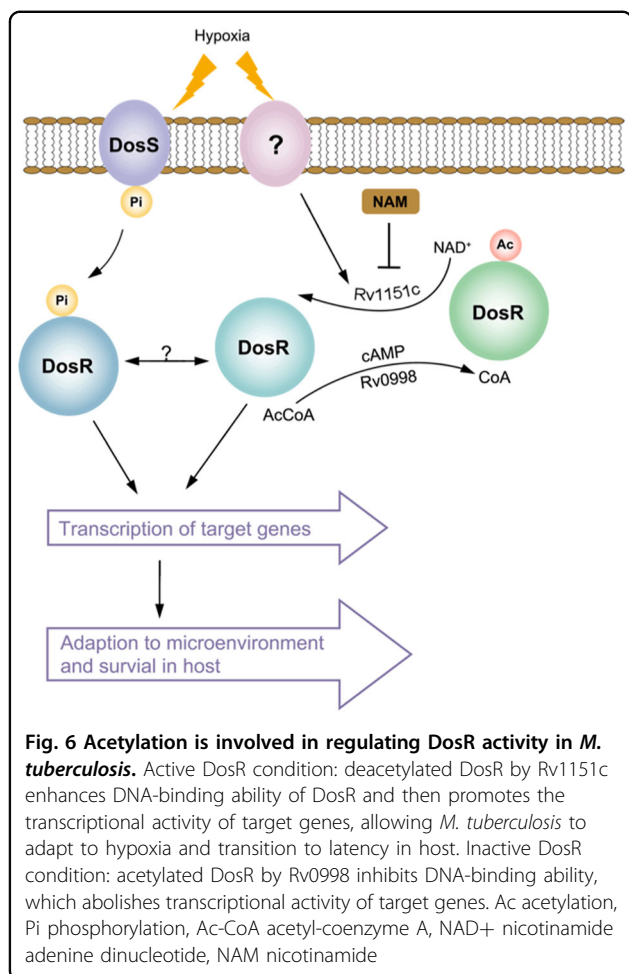 Hypoxia
DosS
?
Pi
NAM
NAD⁺
Ac
Rv1151c
DosR
Pi
DosR
?
DosR
cAMP
Rv0998
CoA
AcCoA
Transcription of target genes
Adaption to microenvironment
and survial in host
Fig. 6 Acetylation is involved in regulating DosR activity in M.
tuberculosis. Active DosR condition: deacetylated DosR by Rv1151c
enhances DNA-binding ability of DosR and then promotes the
transcriptional activity of target genes, allowing M. tuberculosis to
adapt to hypoxia and transition to latency in host. Inactive DosR
condition: acetylated DosR by Rv0998 inhibits DNA-binding ability,
which abolishes transcriptional activity of target genes. Ac acetylation,
Pi phosphorylation, Ac-CoA acetyl-coenzyme A, NAD+ nicotinamide
adenine dinucleotide, NAM nicotinamide